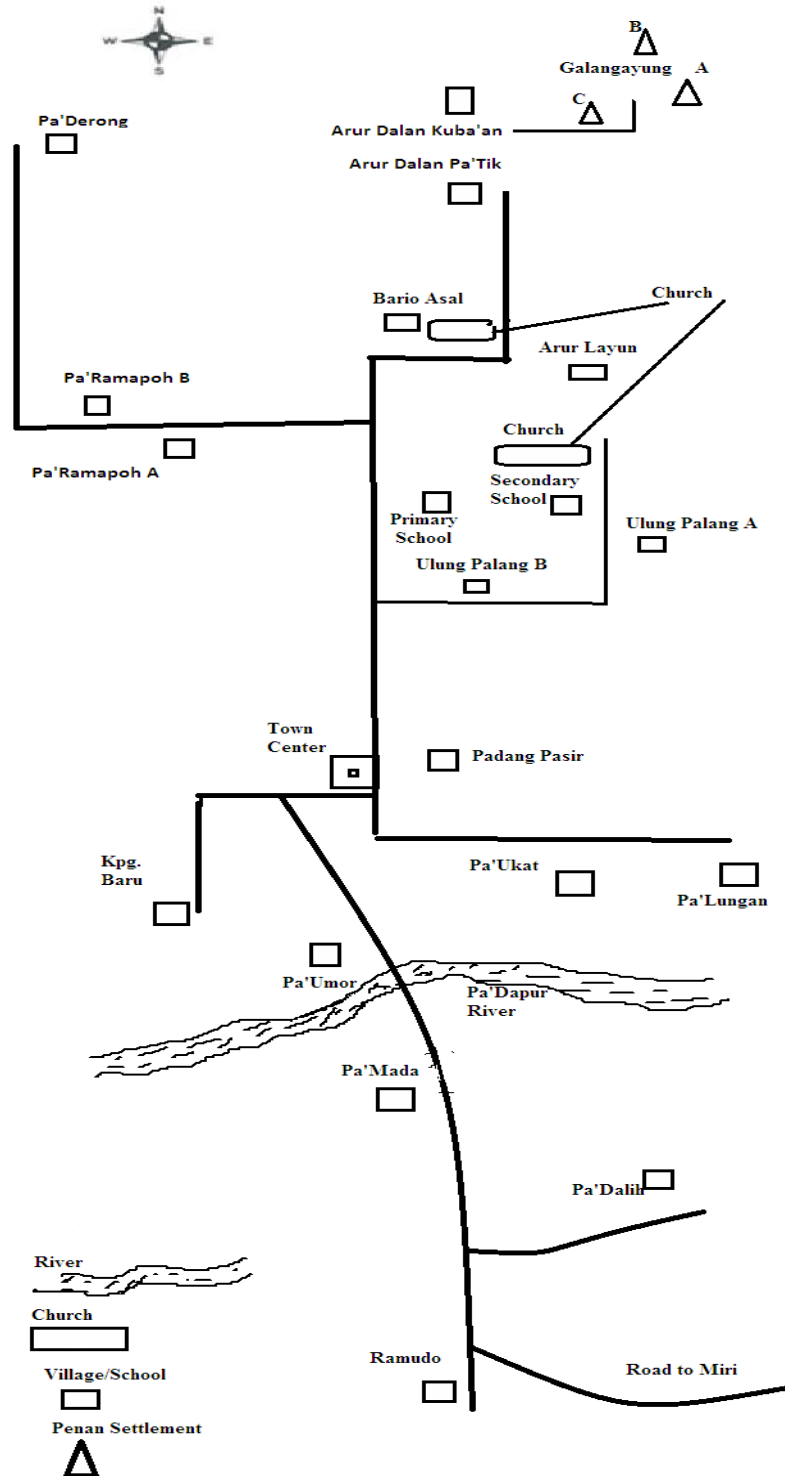 N
W
E
S
B
Galangayung
A
C
Pa'Derong
Arur Dalan Kuba'an
Arur Dalan Pa'Tik
Bario Asal
Church
Arur Layun
Pa'Ramapoh B
Church
Pa'Ramapoh A
Secondary
School
Primary
School
Ulung Palang A
Ulung Palang B
Town
Center
Padang Pasir
Kpg.
Baru
Pa'Ukat
Pa'Lungan
Pa'Umor
Pa'Dapur
River
Pa'Mada
Pa'Dalih
River
Church
Ramudo
Road to Miri
Village/School
Penan Settlement